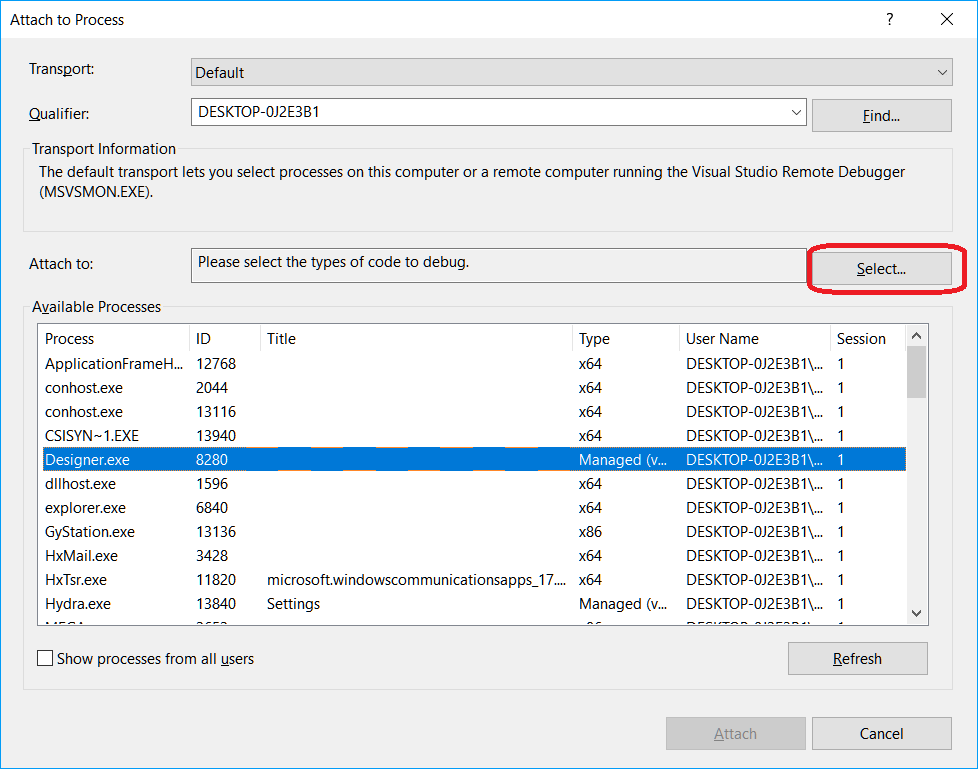 Attach to Process
?
Transport:
Default
Qualifier:
DESKTOP-0J2E3B1
Find...
Transport Information
The default transport lets you select processes on this computer or a remote computer running the Visual Studio Remote Debugger
(MSVSMON.EXE).
Attach to:
Please select the types of code to debug.
Select...
Available Processes
Process ID Title Type User Name Session
ApplicationFrameH... 12768 x64 DESKTOP-0J2E3B1\... 1
conhost.exe 2044 x64 DESKTOP-0J2E3B1\... 1
conhost.exe 13116 x64 DESKTOP-0J2E3B1\... 1
CSISYN~1.EXE 13940 x64 DESKTOP-0J2E3B1\... 1
Designer.exe 8280 Managed (v... DESKTOP-0J2E3B1\... 1
dllhost.exe 1596 x64 DESKTOP-0J2E3B1\... 1
explorer.exe 6840 x64 DESKTOP-0J2E3B1\... 1
GyStation.exe 13136 x86 DESKTOP-0J2E3B1\... 1
HxMail.exe 3428 x64 DESKTOP-0J2E3B1\... 1
HxTsr.exe 11820 microsoft.windowscommunicationsapps_17.... x64 DESKTOP-0J2E3B1\... 1
Hydra.exe 13840 Settings Managed (v... DESKTOP-0J2E3B1\... 1
Show processes from all users
Refresh
Attach
Cancel